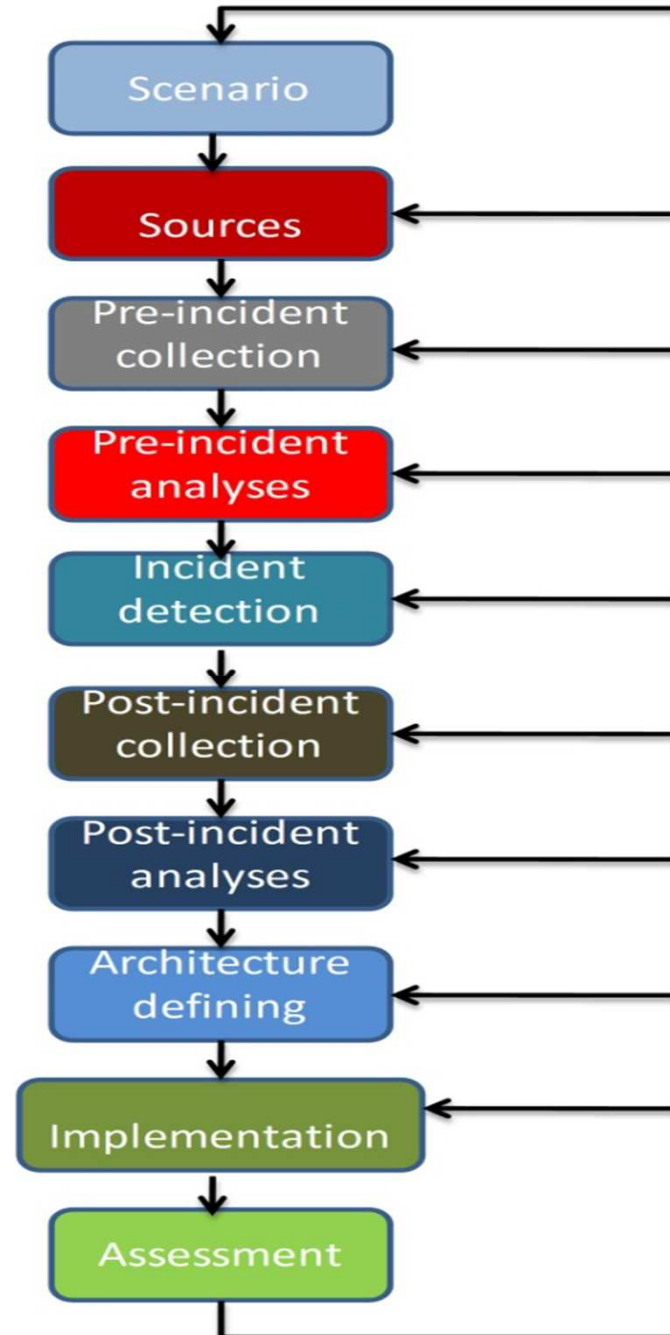 Scenario
Sources
Pre-incident
collection
Pre-incident
analyses
Incident
detection
Post-incident
collection
Post-incident
analyses
Architecture
defining
Implementation
Assessment